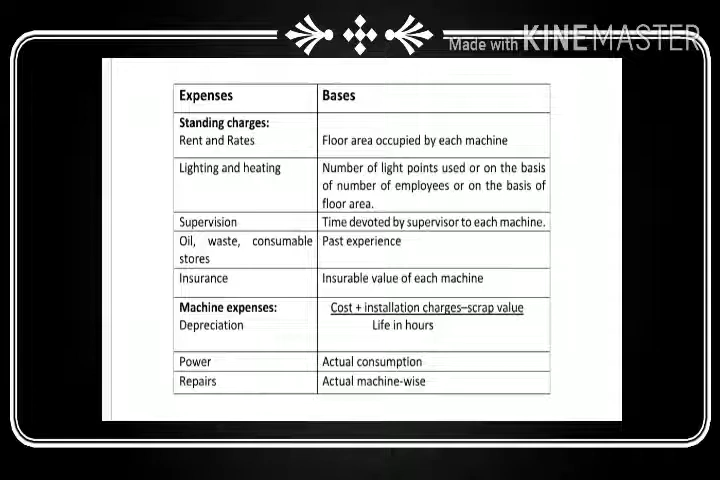 Made with KINEMASTER
Expenses Bases
Standing charges:
Rent and Rates Floor area occupied by each machine
Lighting and heating Number of light points used or on the basis
of number of employees or on the basis of
floor area.
Supervision Time devoted by supervisor to each machine.
Oil, waste, consumable Past experience
stores
Insurance Insurable value of each machine
Machine expenses: Cost + installation charges–scrap value
Depreciation Life in hours
Power Actual consumption
Repairs Actual machine-wise